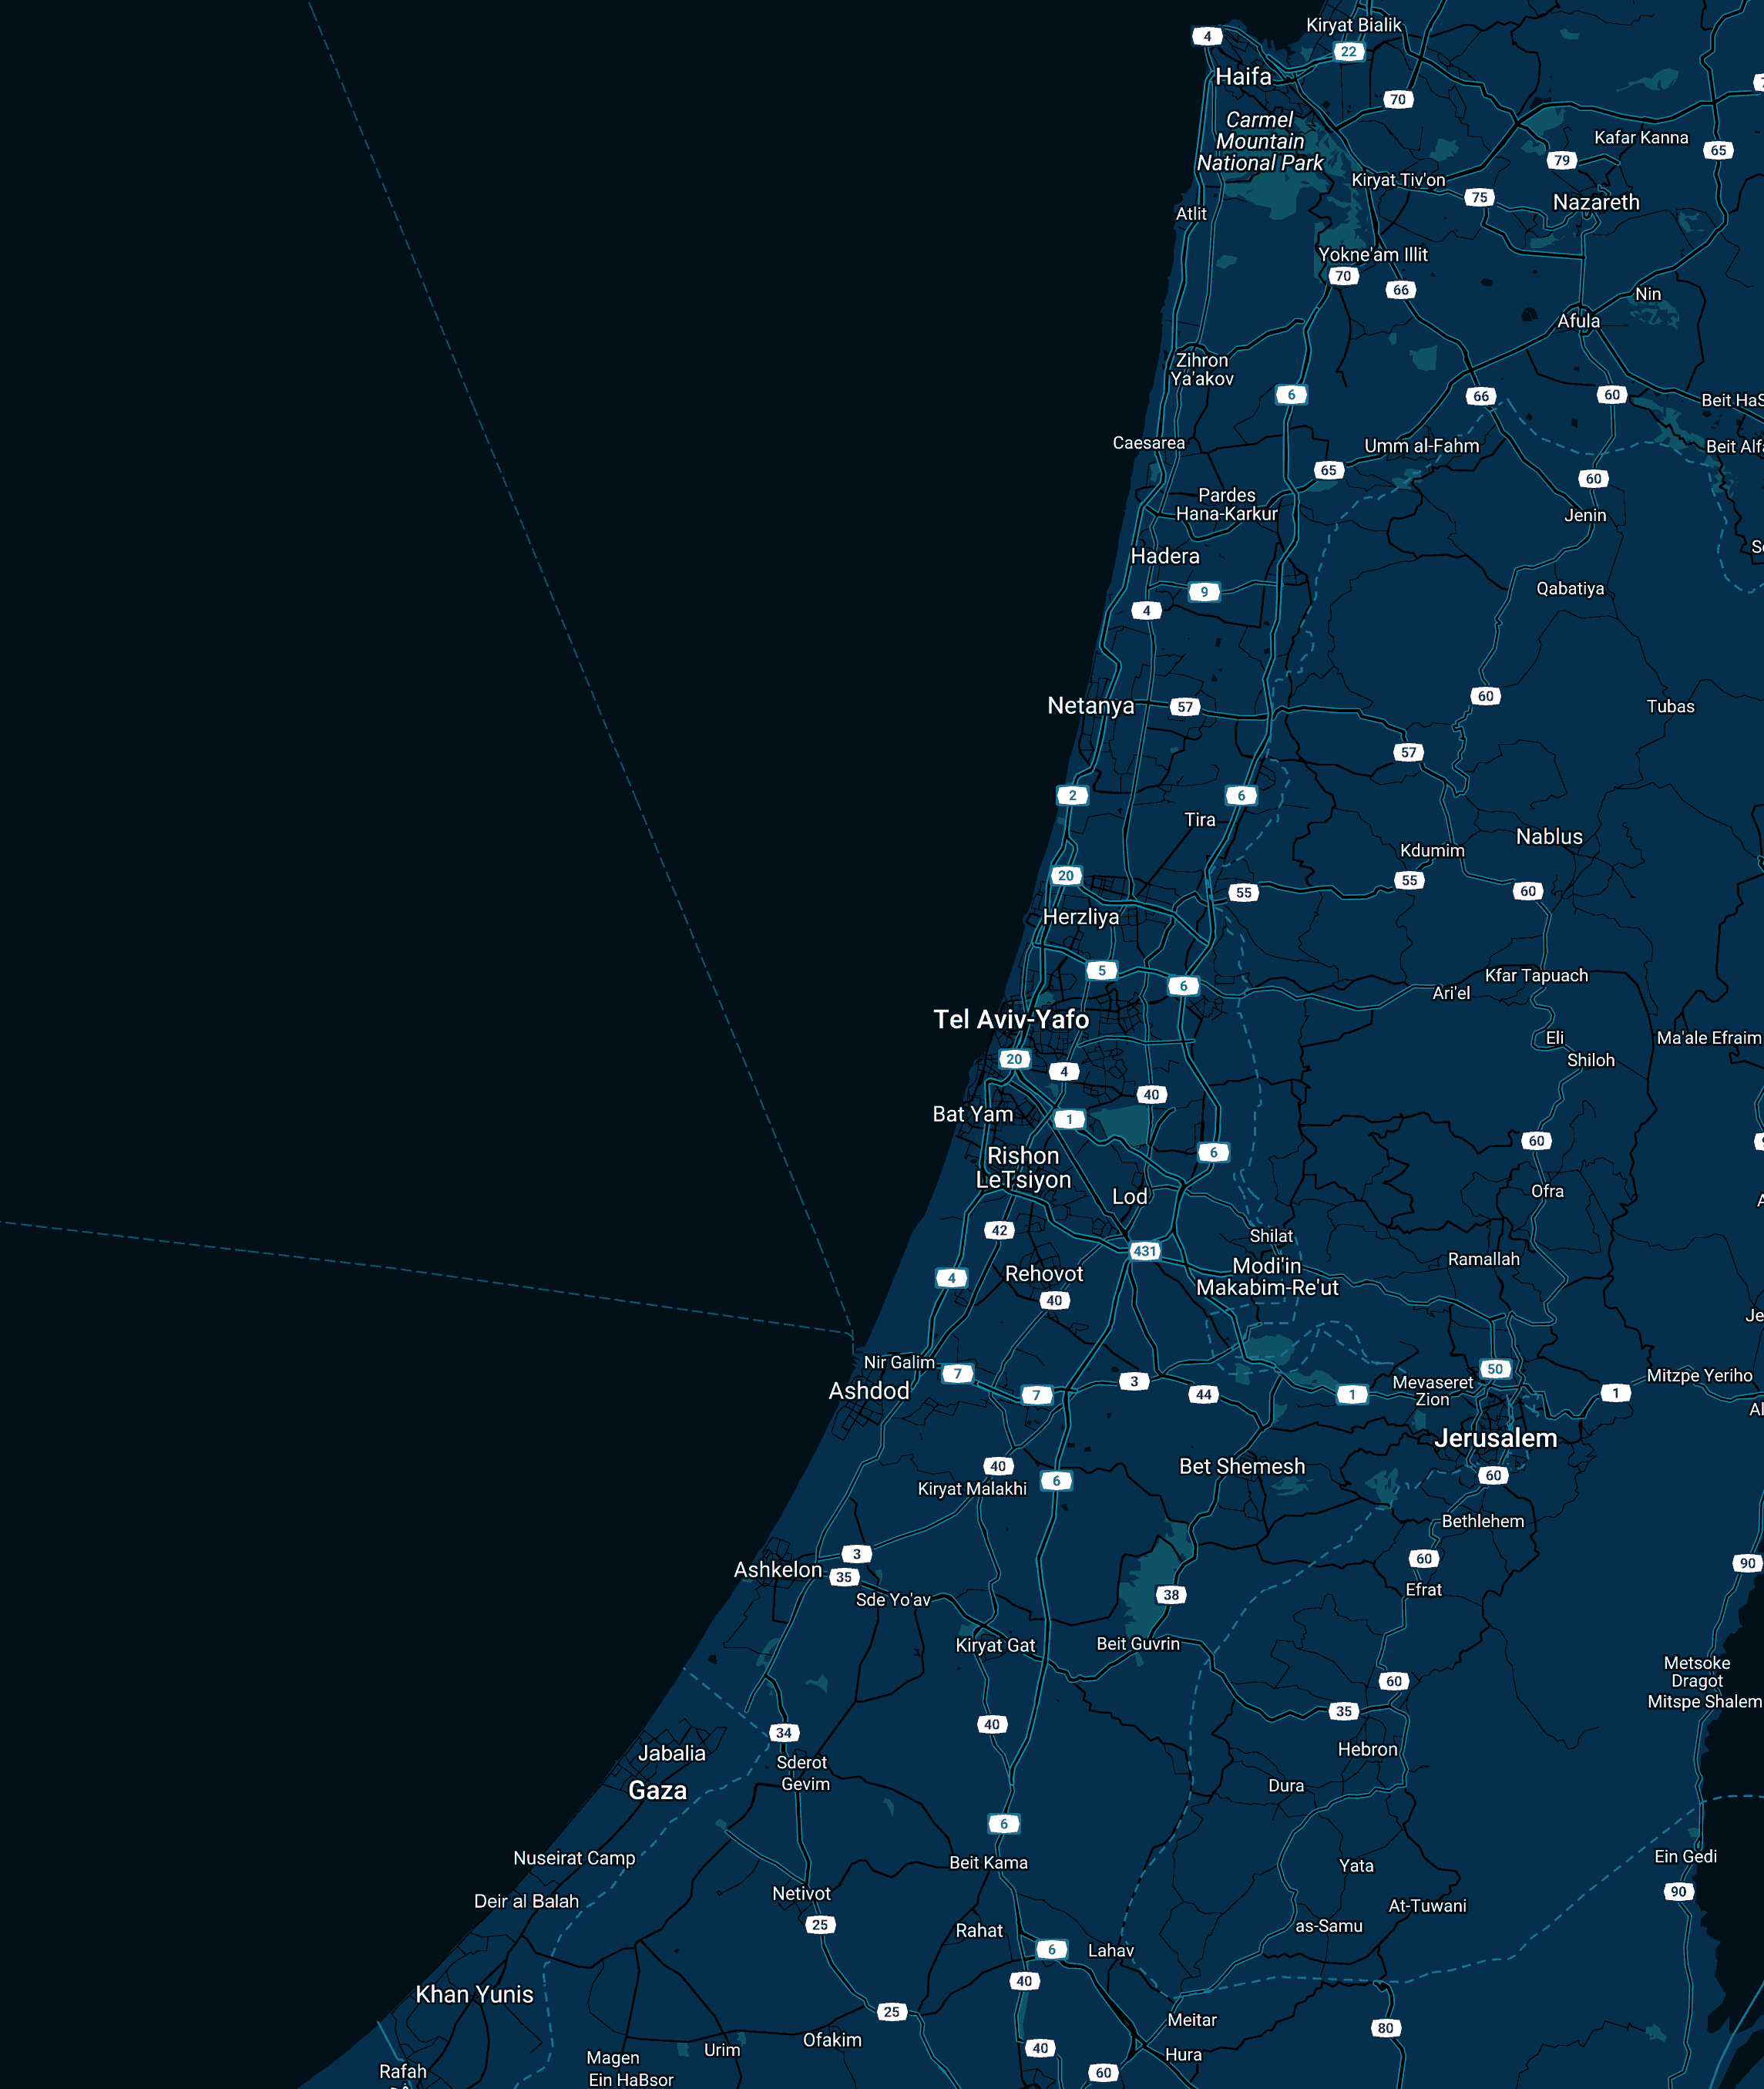 Kiryat Bialik
4
22
Haifa
70
Carmel
Mountain
National Park
Kafar Kanna
65
79
Kiryat Tiv'on
75
Nazareth
Atlit
Yokne'am Illit
70
66
Nin
Afula
Zihron
Ya'akov
6
66
60
Beit HaS
Caesarea
Umm al-Fahm
Beit Alf
65
60
Pardes
Hana-Karkur
Jenin
Hadera
9
Qabatiya
4
60
Netanya
57
Tubas
57
2
6
Tira
Nablus
Kdumim
20
55
55
60
Herzliya
5
Kfar Tapuach
6
Ari'el
Tel Aviv-Yafo
Eli
Ma'ale Efraim
20
Shiloh
4
40
Bat Yam
1
60
6
Rishon
LeTsiyon
Ofra
Lod
42
Shilat
431
Ramallah
Rehovot
Modi'in
Makabim-Re'ut
4
40
Je
Nir Galim
7
50
Mitzpe Yeriho
3
Mevaseret
Zion
Ashdod
7
44
1
1
Al
Jerusalem
40
Bet Shemesh
60
6
Kiryat Malakhi
Bethlehem
3
60
90
Ashkelon
35
Efrat
38
Sde Yo'av
Kiryat Gat
Beit Guvrin
Metsoke
Dragot
60
Mitspe Shalem
35
40
34
Jabalia
Hebron
Sderot
Gevim
Dura
Gaza
6
Nuseirat Camp
Beit Kama
Yata
Ein Gedi
Netivot
90
Deir al Balah
At-Tuwani
25
as-Samu
Rahat
6
Lahav
40
Khan Yunis
25
Meitar
80
Ofakim
40
Urim
Hura
Magen
Rafah
60
Ein HaBsor